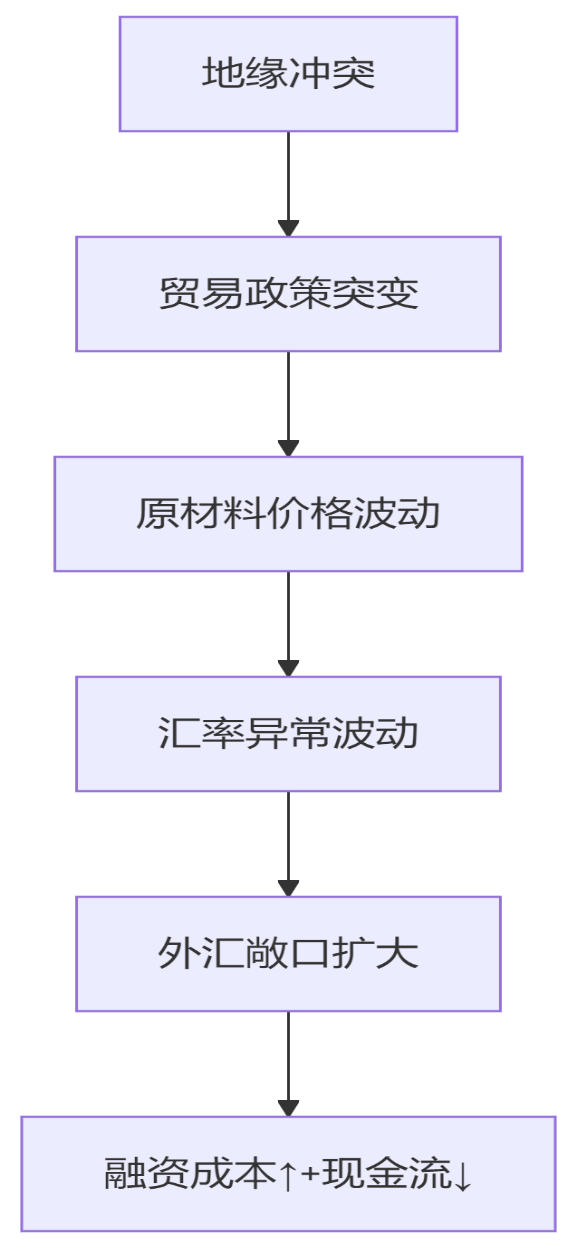 地缘冲突
贸易政策突变
原材料价格波动
汇率异常波动
外汇敞口扩大
融资成本↑+现金流↓